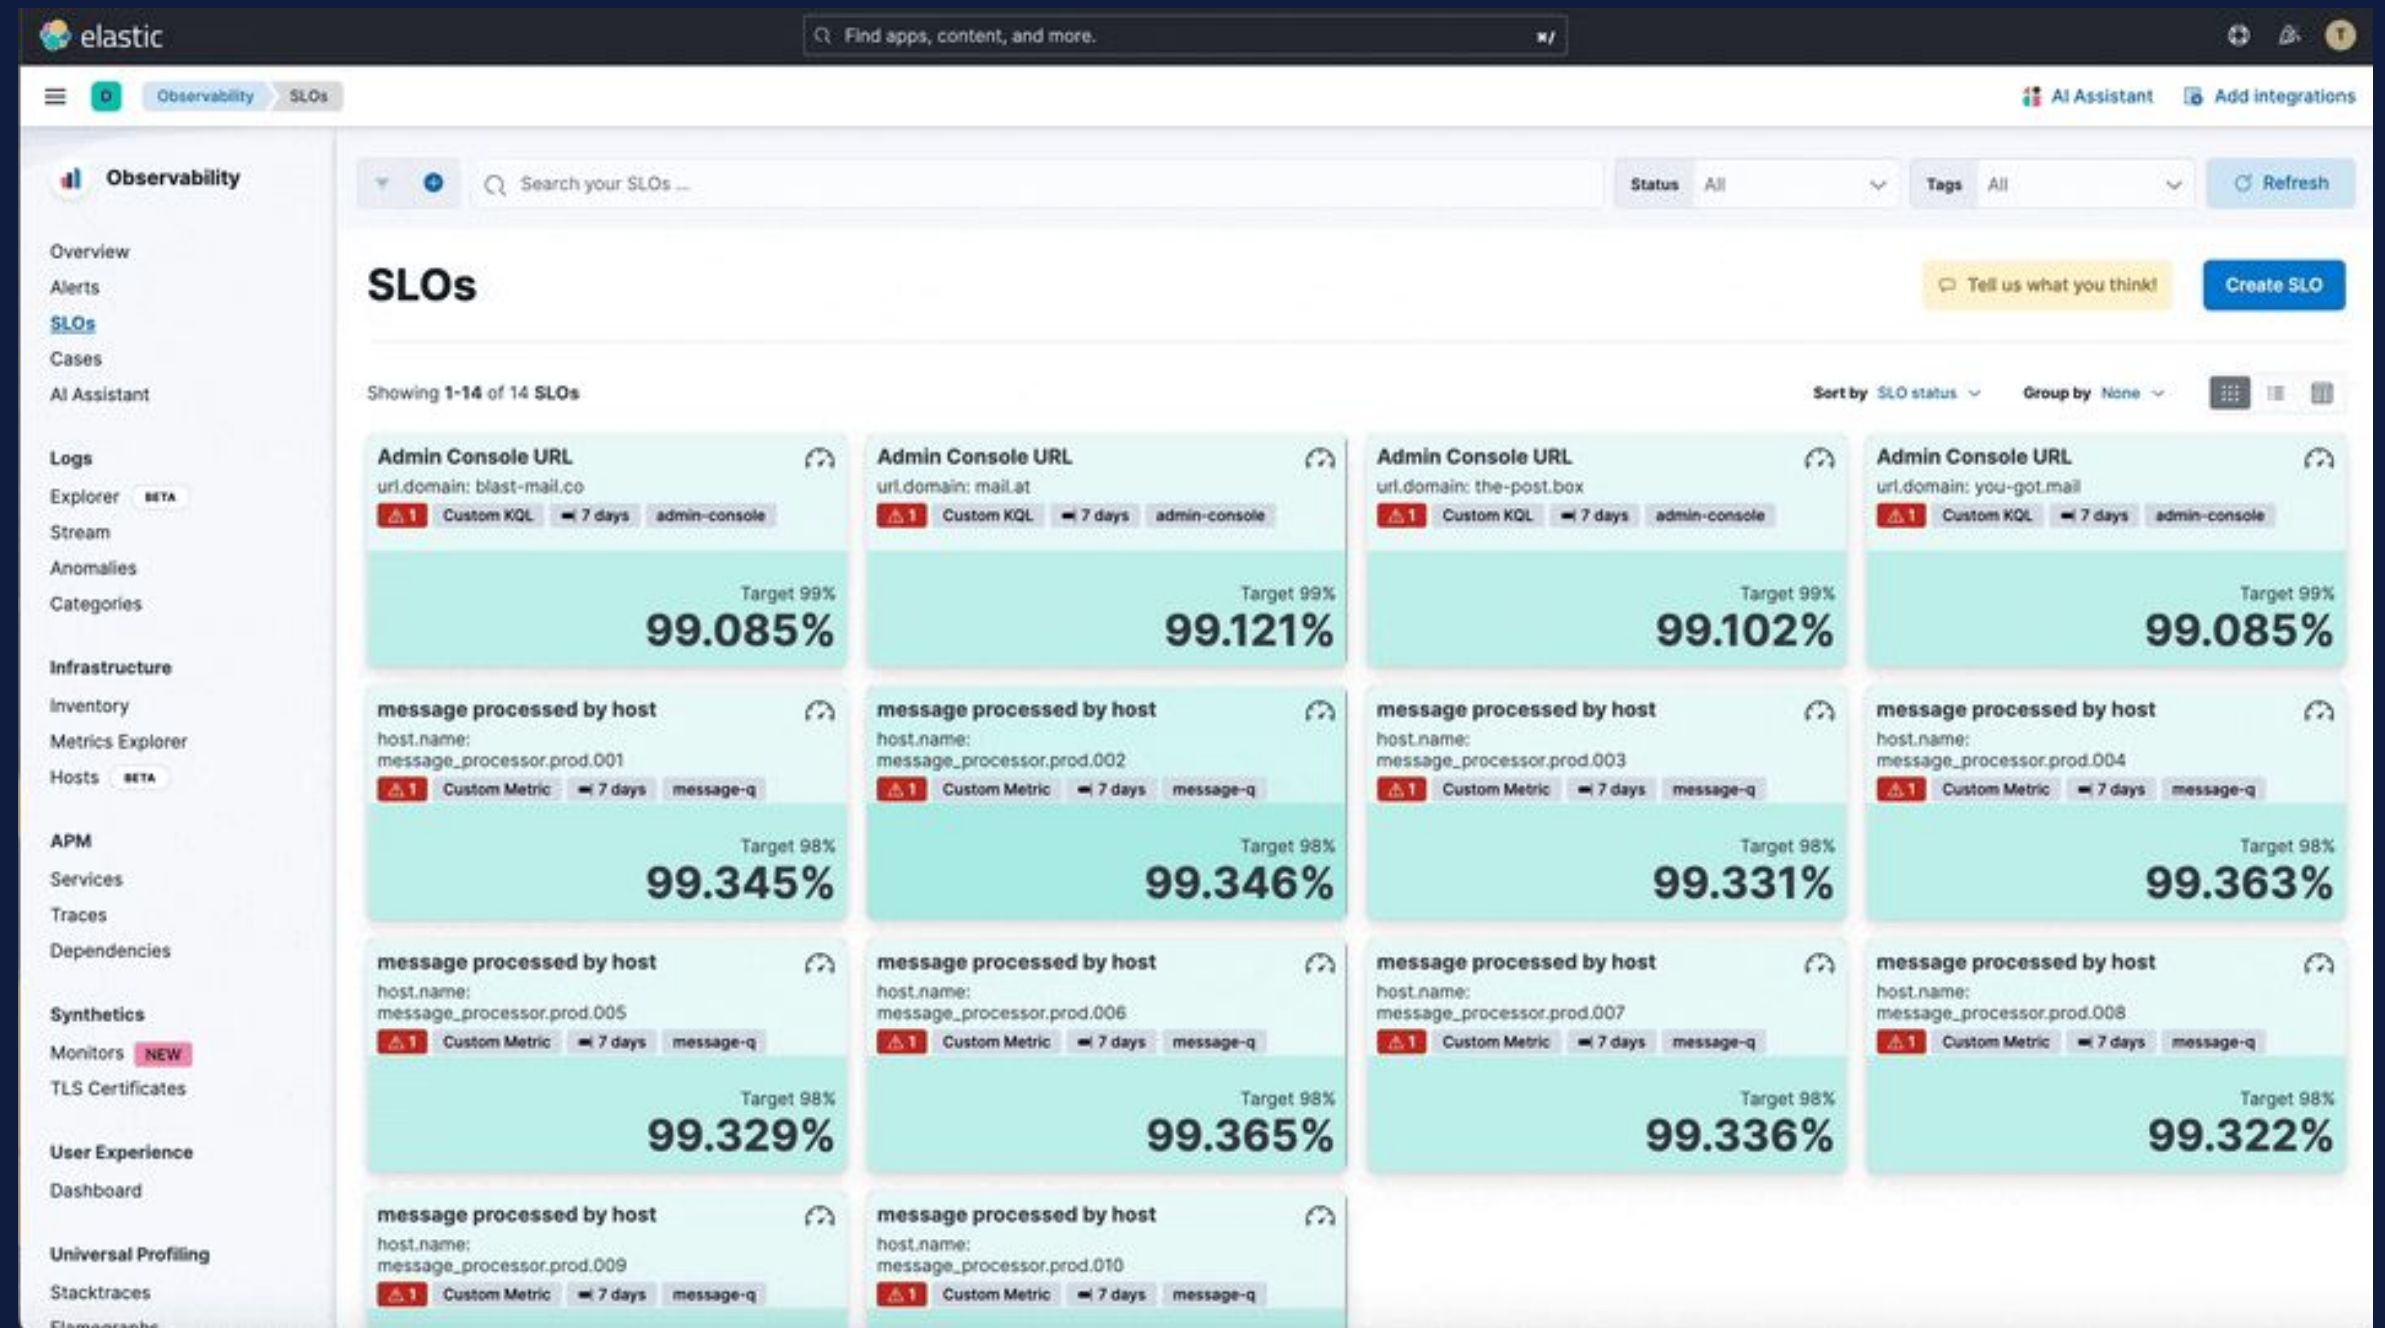 elastic
Find apps, content, and more.
⌘/
T
D
Observability
SLOs
AI Assistant
Add integrations
Observability
Overview
Alerts
SLOs
Cases
AI Assistant
Logs
Explorer BETA
Stream
Anomalies
Categories
Infrastructure
Inventory
Metrics Explorer
Hosts BETA
APM
Services
Traces
Dependencies
Synthetics
Monitors NEW
TLS Certificates
User Experience
Dashboard
Universal Profiling
Stacktraces
Flamegraphs
Search your SLOs ...
Status All
Tags All
Refresh
SLOs
Tell us what you think!
Create SLO
Showing 1-14 of 14 SLOs
Sort by SLO status
Group by None
Admin Console URL
url.domain: blast-mail.co
1 Custom KQL 7 days admin-console
Target 99%
99.085%
Admin Console URL
url.domain: mail.at
1 Custom KQL 7 days admin-console
Target 99%
99.121%
Admin Console URL
url.domain: the-post.box
1 Custom KQL 7 days admin-console
Target 99%
99.102%
Admin Console URL
url.domain: you-got.mail
1 Custom KQL 7 days admin-console
Target 99%
99.085%
message processed by host
host.name:
message_processor.prod.001
1 Custom Metric 7 days message-q
Target 98%
99.345%
message processed by host
host.name:
message_processor.prod.002
1 Custom Metric 7 days message-q
Target 98%
99.346%
message processed by host
host.name:
message_processor.prod.003
1 Custom Metric 7 days message-q
Target 98%
99.331%
message processed by host
host.name:
message_processor.prod.004
1 Custom Metric 7 days message-q
Target 98%
99.363%
message processed by host
host.name:
message_processor.prod.005
1 Custom Metric 7 days message-q
Target 98%
99.329%
message processed by host
host.name:
message_processor.prod.006
1 Custom Metric 7 days message-q
Target 98%
99.365%
message processed by host
host.name:
message_processor.prod.007
1 Custom Metric 7 days message-q
Target 98%
99.336%
message processed by host
host.name:
message_processor.prod.008
1 Custom Metric 7 days message-q
Target 98%
99.322%
message processed by host
host.name:
message_processor.prod.009
1 Custom Metric 7 days message-q
message processed by host
host.name:
message_processor.prod.010
1 Custom Metric 7 days message-q